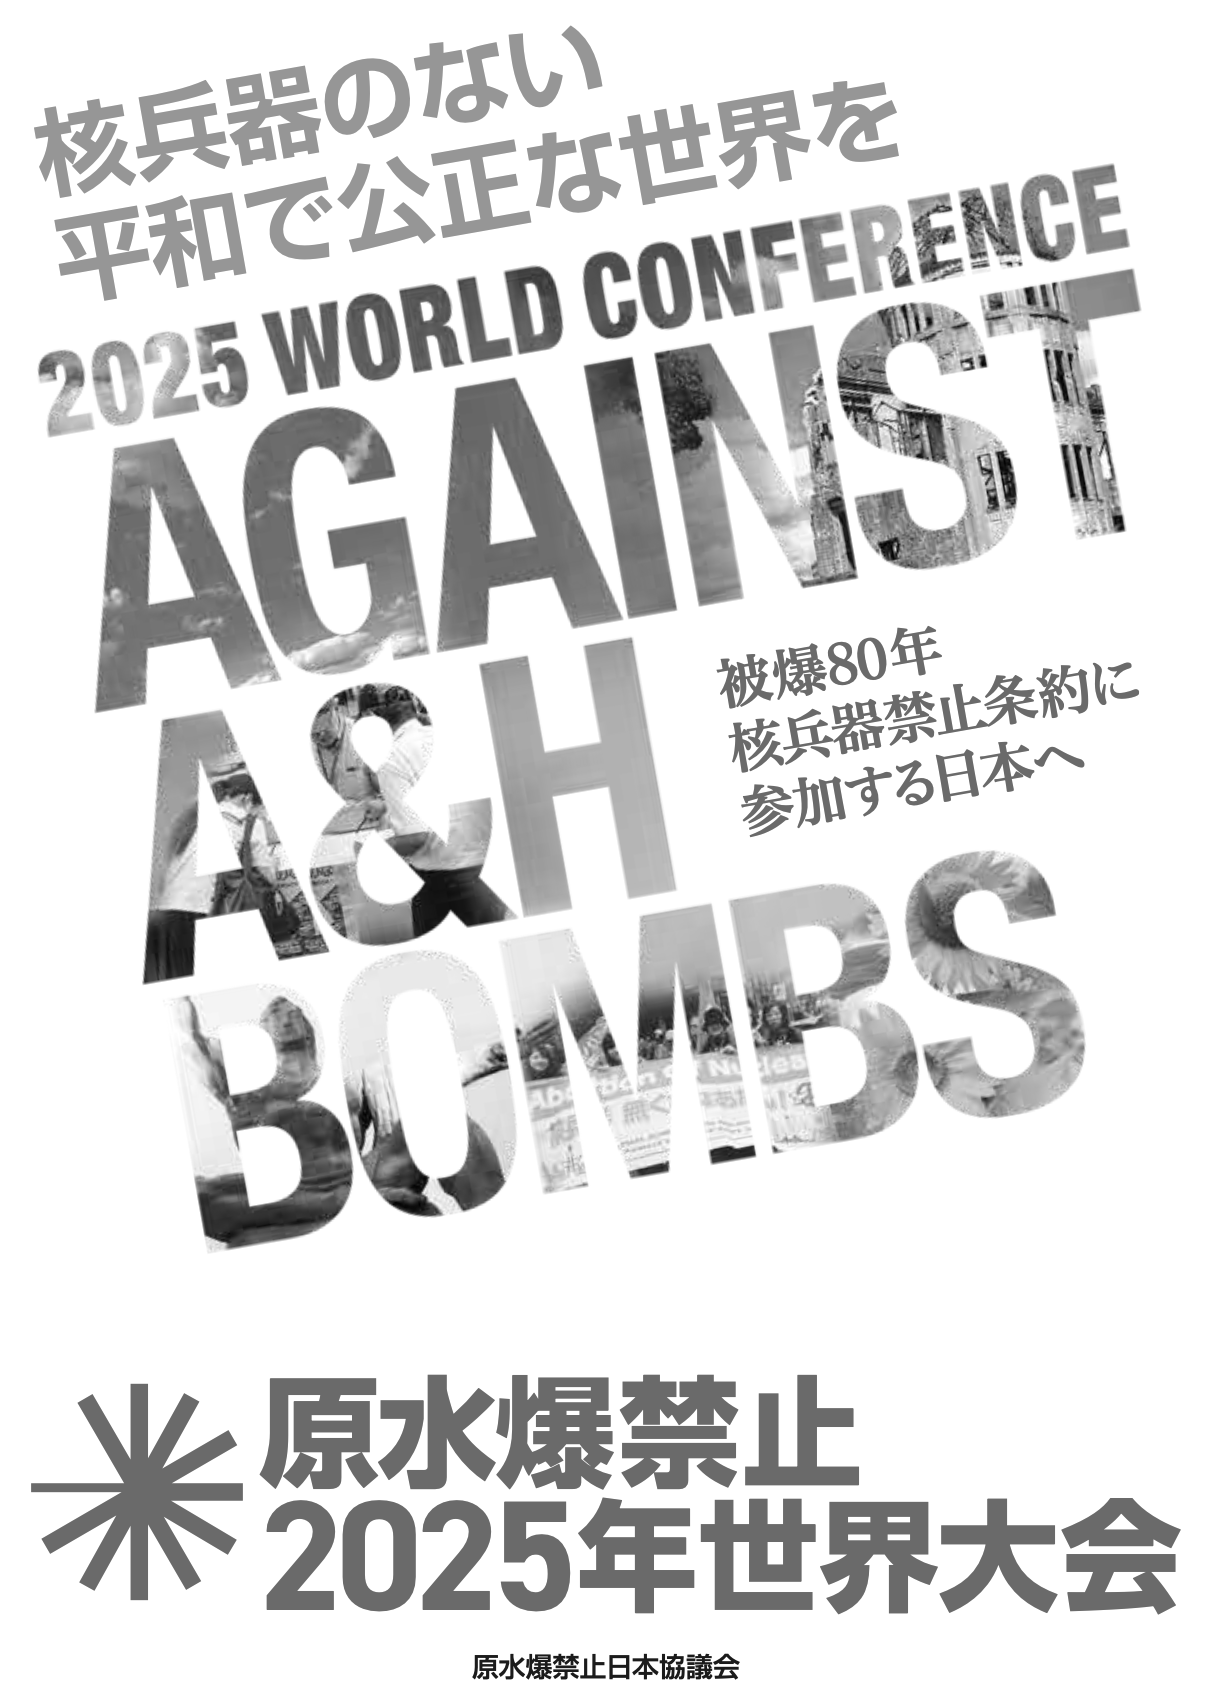 核兵器のない
平和で公正な世界を
2025 WORLD CONFERENCE
AGAINST
A&H
BOMBS
被爆80年
核兵器禁止条約に
参加する日本へ
原水爆禁止
2025年世界大会
原水爆禁止日本協議会